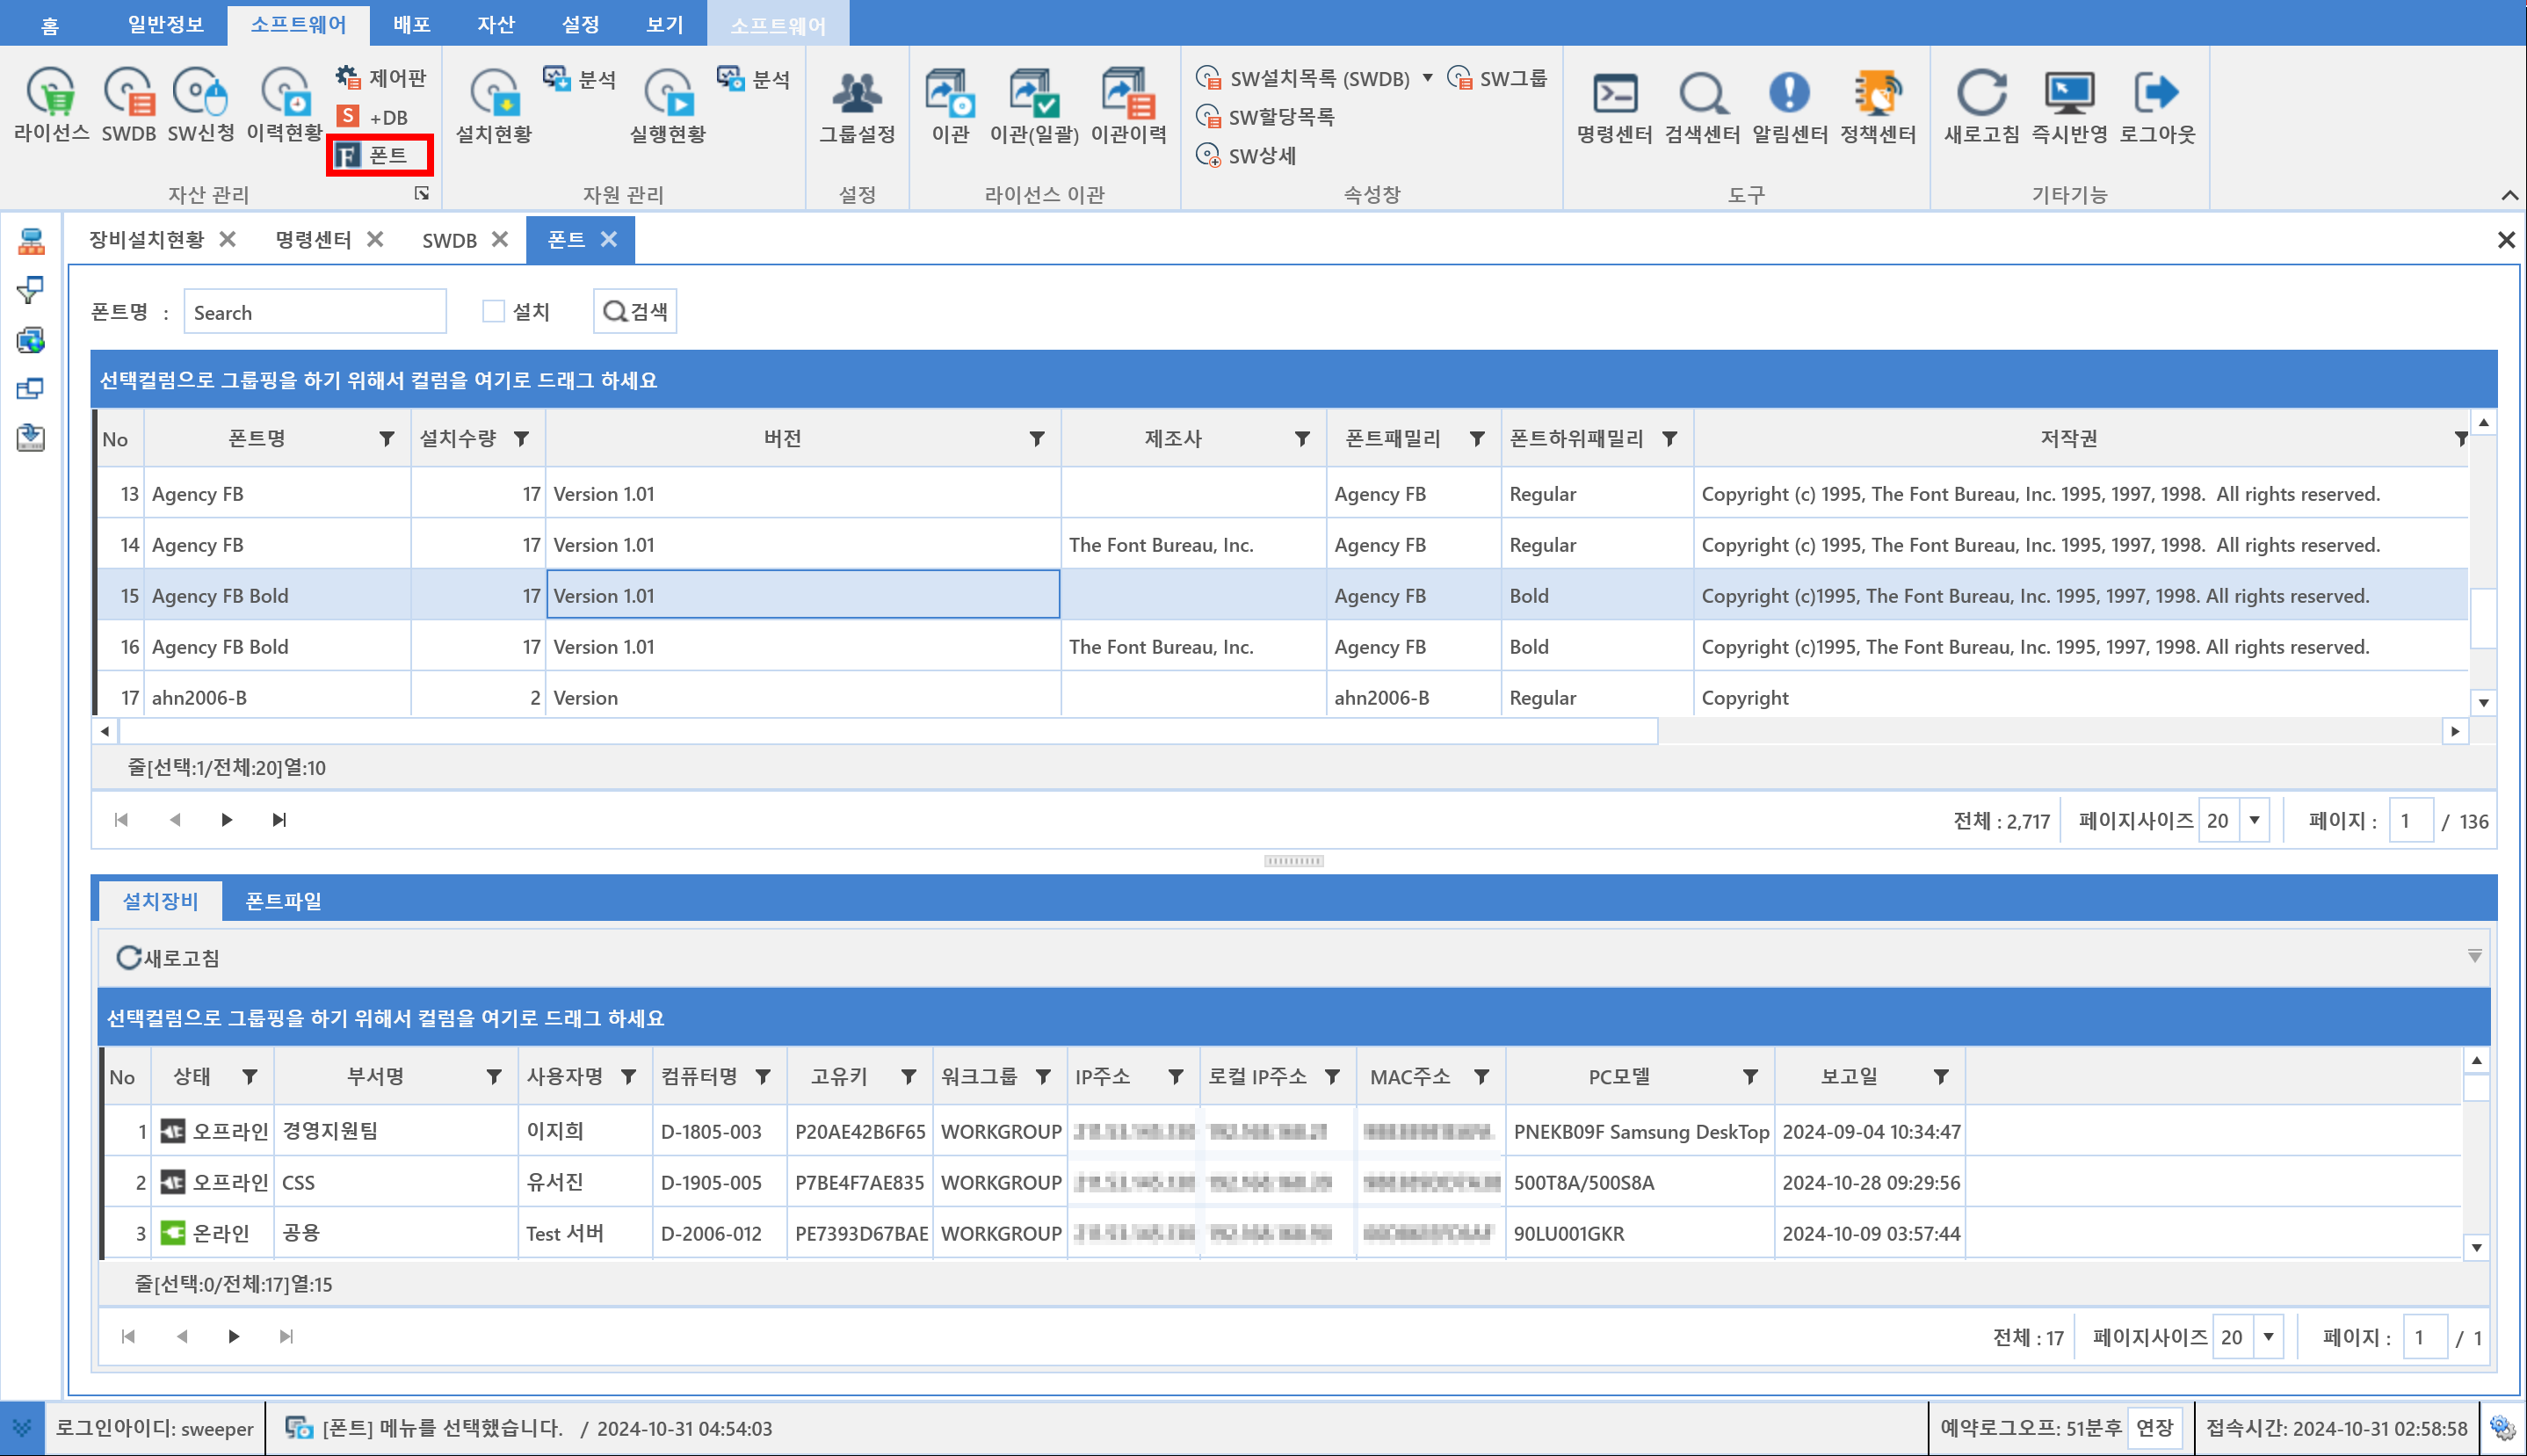 홈 일반정보 소프트웨어 배포 자산 설정 보기 소프트웨어
라이선스 SWDB SW신청 이력현황 제어판 +DB 폰트
자산 관리
설치현황 분석 실행현황 분석
자원 관리
그룹설정
설정
이관 이관(일괄) 이관이력
라이선스 이관
SW설치목록 (SWDB) SW그룹
SW할당목록
SW상세
속성창
명령센터 검색센터 알림센터 정책센터
도구
새로고침 즉시반영 로그아웃
기타기능
장비설치현황 명령센터 SWDB 폰트
폰트명 : Search 설치 검색
선택컬럼으로 그룹핑을 하기 위해서 컬럼을 여기로 드래그 하세요
No 폰트명 설치수량 버전 제조사 폰트패밀리 폰트하위패밀리 저작권
13 Agency FB 17 Version 1.01 Agency FB Regular Copyright (c) 1995, The Font Bureau, Inc. 1995, 1997, 1998. All rights reserved.
14 Agency FB 17 Version 1.01 The Font Bureau, Inc. Agency FB Regular Copyright (c) 1995, The Font Bureau, Inc. 1995, 1997, 1998. All rights reserved.
15 Agency FB Bold 17 Version 1.01 Agency FB Bold Copyright (c)1995, The Font Bureau, Inc. 1995, 1997, 1998. All rights reserved.
16 Agency FB Bold 17 Version 1.01 The Font Bureau, Inc. Agency FB Bold Copyright (c)1995, The Font Bureau, Inc. 1995, 1997, 1998. All rights reserved.
17 ahn2006-B 2 Version ahn2006-B Regular Copyright
줄[선택:1/전체:20]열:10
전체 : 2,717 페이지사이즈 20 페이지 : 1 / 136
설치장비 폰트파일
새로고침
선택컬럼으로 그룹핑을 하기 위해서 컬럼을 여기로 드래그 하세요
No 상태 부서명 사용자명 컴퓨터명 고유키 워크그룹 IP주소 로컬 IP주소 MAC주소 PC모델 보고일
1 오프라인 경영지원팀 이지희 D-1805-003 P20AE42B6F65 WORKGROUP PNEKB09F Samsung DeskTop 2024-09-04 10:34:47
2 오프라인 CSS 유서진 D-1905-005 P7BE4F7AE835 WORKGROUP 500T8A/500S8A 2024-10-28 09:29:56
3 온라인 공용 Test 서버 D-2006-012 PE7393D67BAE WORKGROUP 90LU001GKR 2024-10-09 03:57:44
줄[선택:0/전체:17]열:15
전체 : 17 페이지사이즈 20 페이지 : 1 / 1
로그인아이디: sweeper [폰트] 메뉴를 선택했습니다. / 2024-10-31 04:54:03 예약로그오프: 51분후 연장 접속시간: 2024-10-31 02:58:58